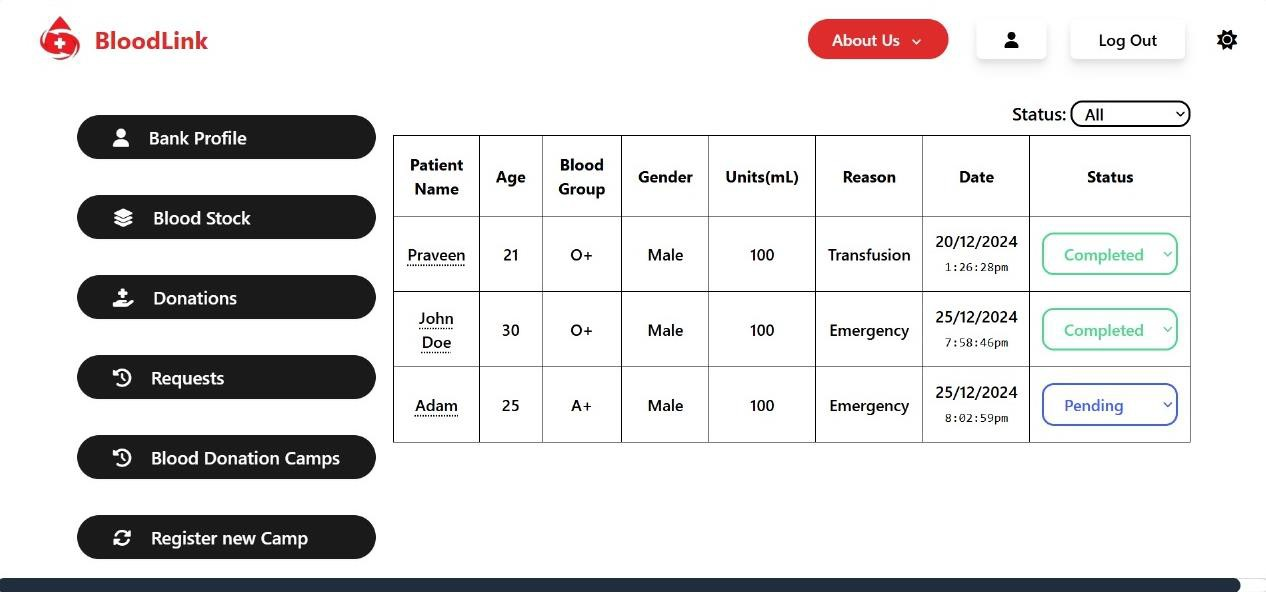 BloodLink
About Us
Log Out
Bank Profile
Blood Stock
Donations
Requests
Blood Donation Camps
Register new Camp
Status: All
Patient Name Age Blood Group Gender Units(mL) Reason Date Status
Praveen 21 O+ Male 100 Transfusion 20/12/2024 1:26:28pm Completed
John Doe 30 O+ Male 100 Emergency 25/12/2024 7:58:46pm Completed
Adam 25 A+ Male 100 Emergency 25/12/2024 8:02:59pm Pending